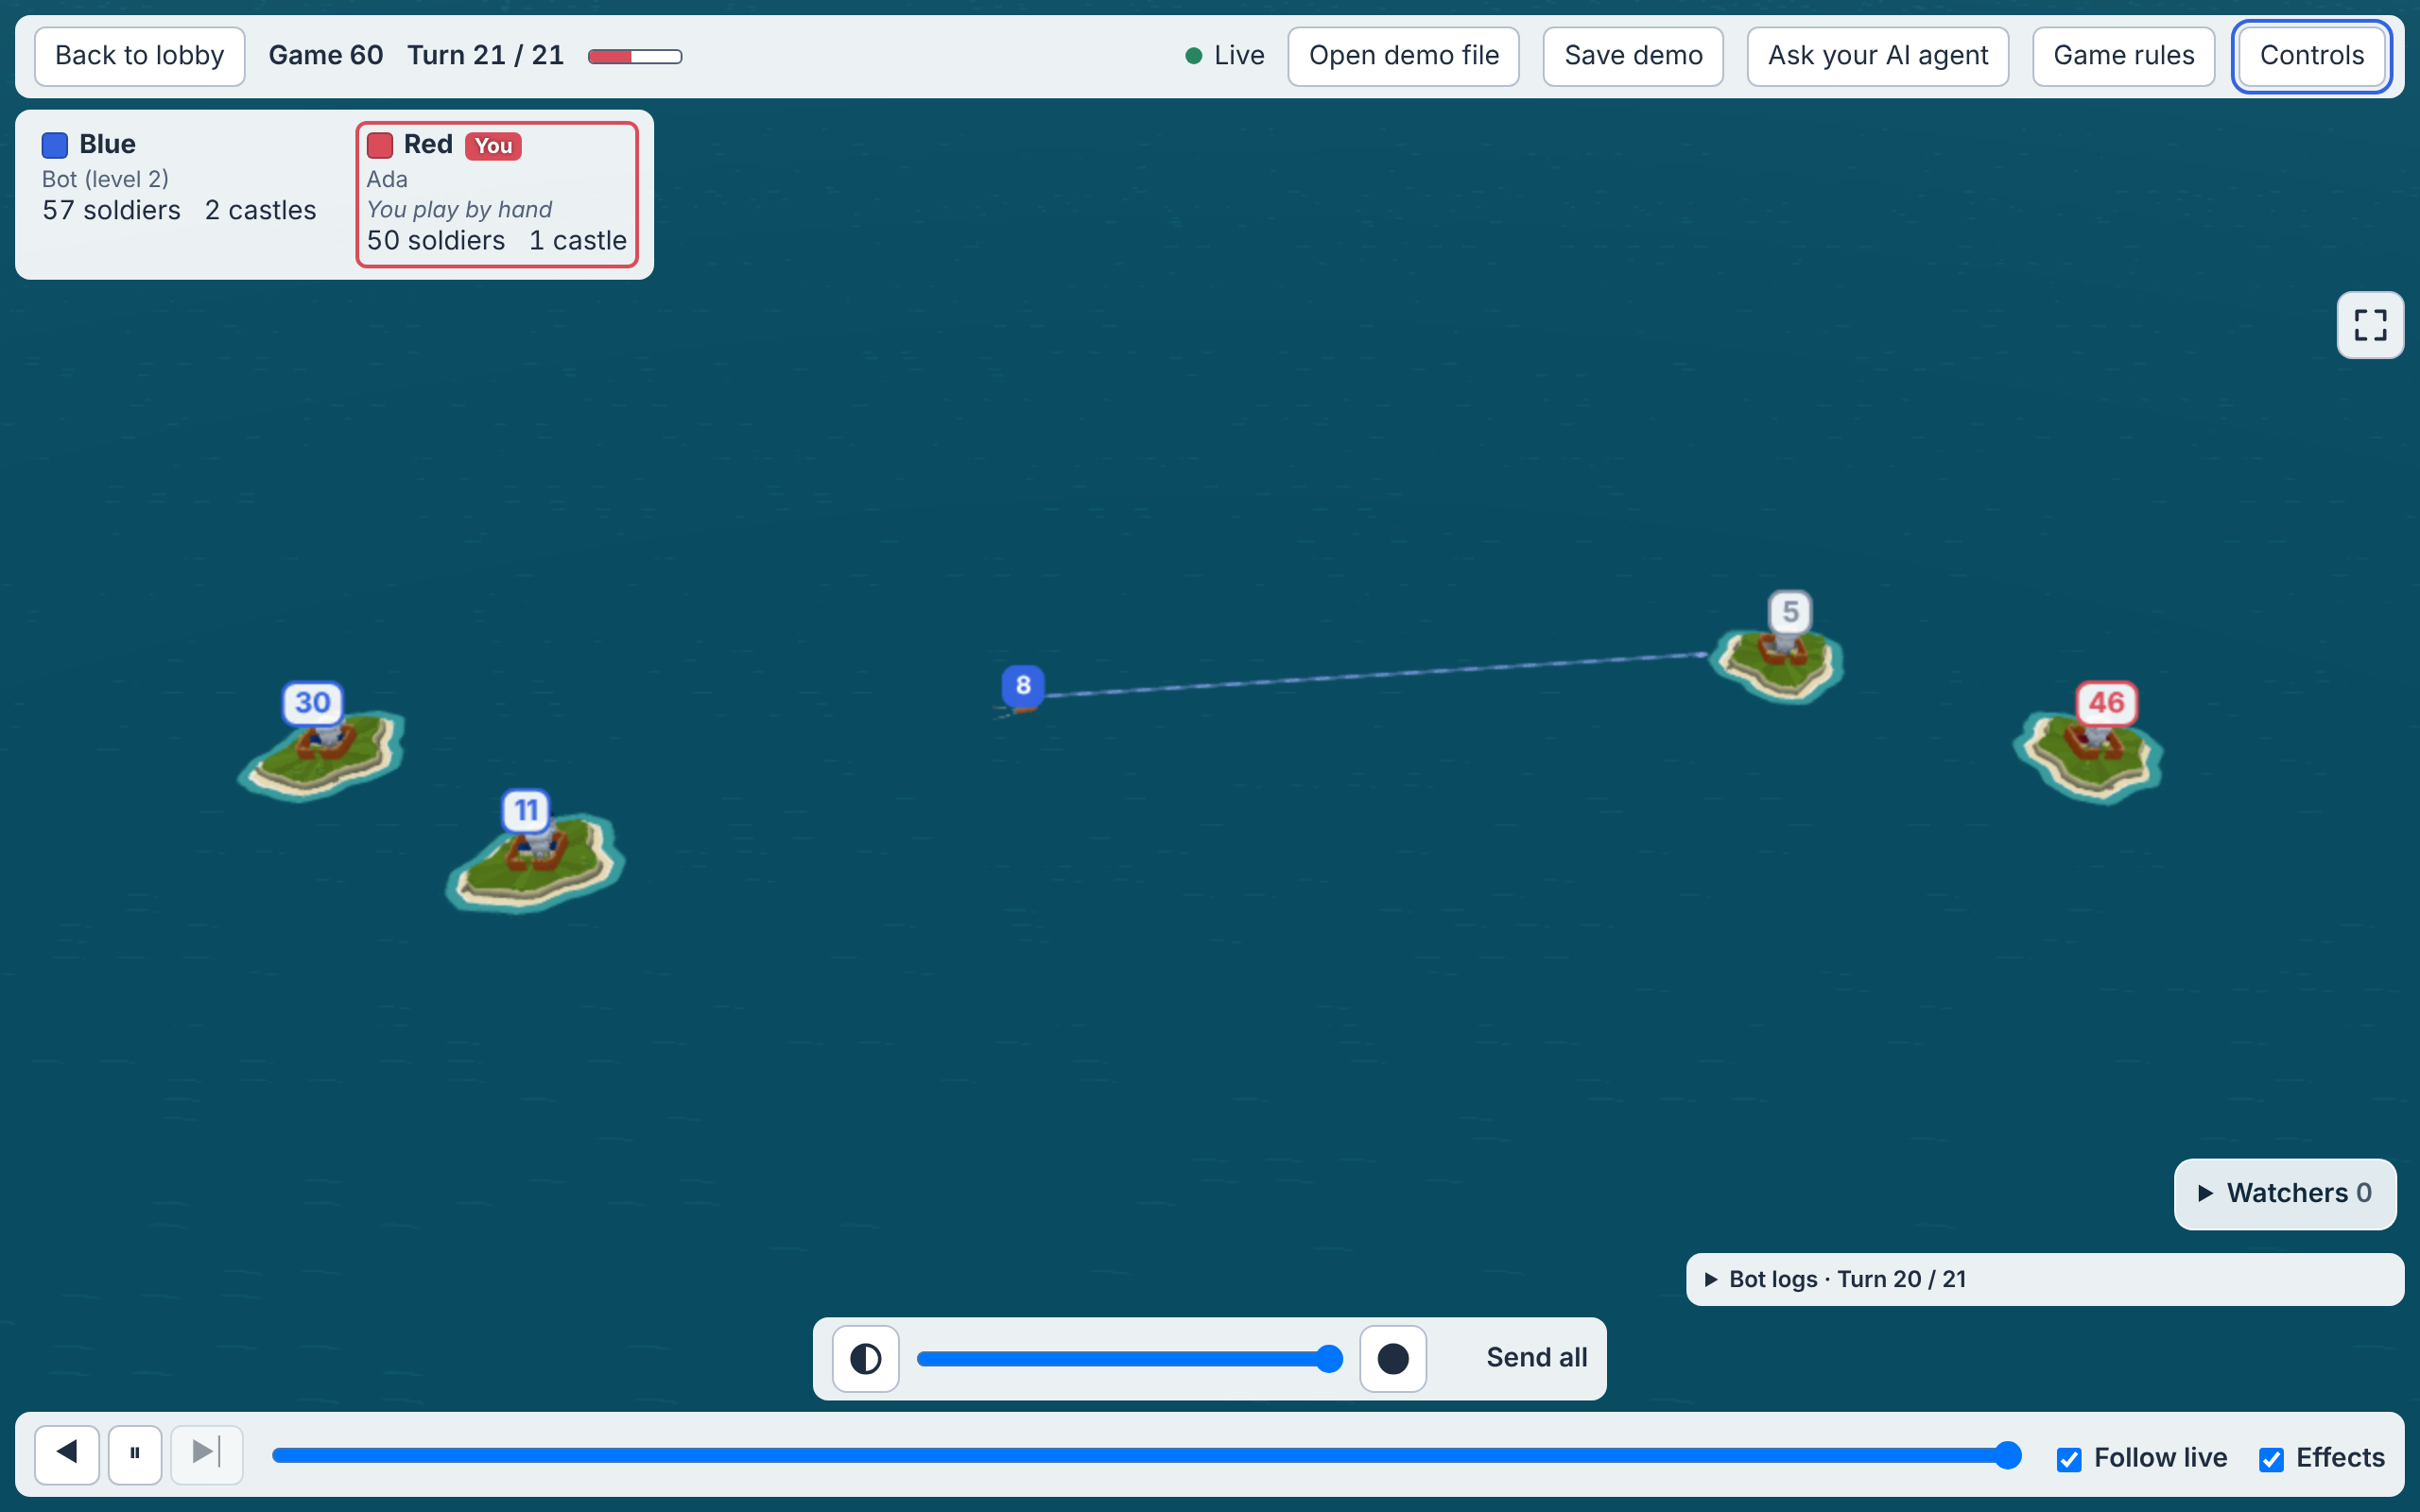 Back to lobby Game 60 Turn 21 / 21 Live Open demo file Save demo Ask your AI agent Game rules Controls
Blue
Bot (level 2)
57 soldiers 2 castles
Red You
Ada
You play by hand
50 soldiers 1 castle
5
8
30
46
11
Watchers 0
Bot logs · Turn 20 / 21
Send all
Follow live Effects